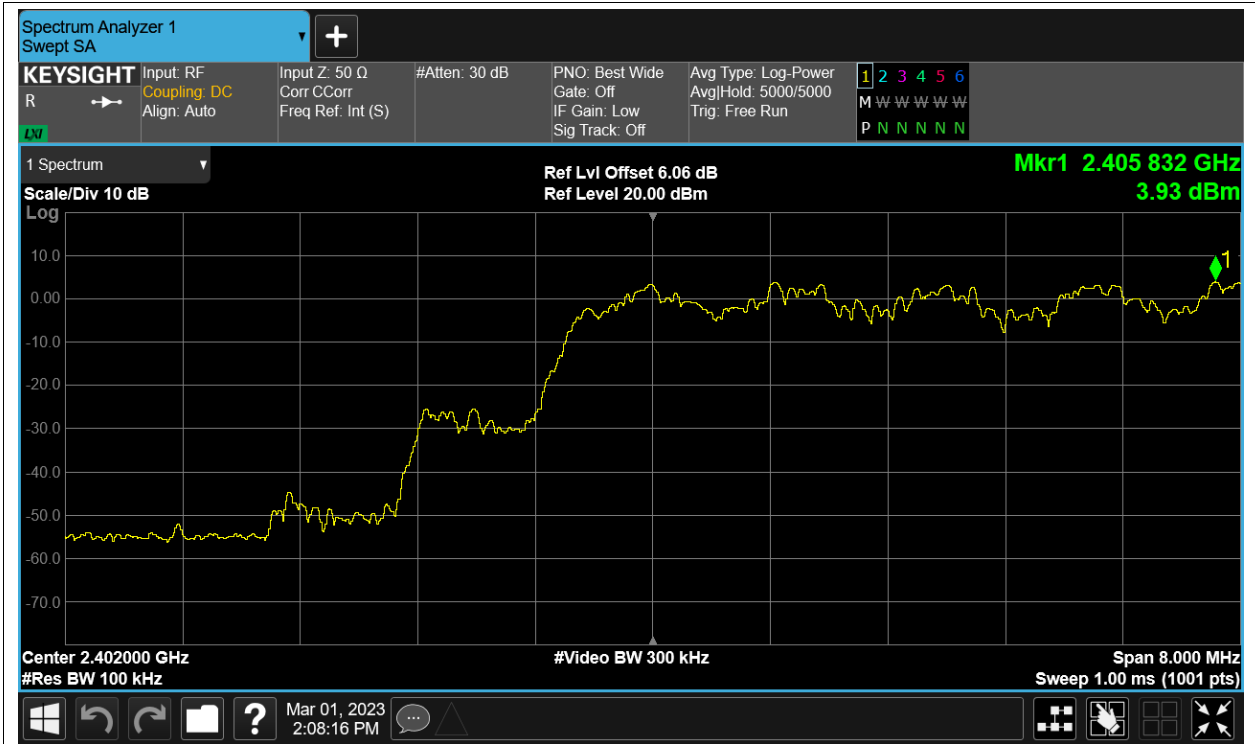 Spectrum Analyzer 1
Swept SA
KEYSIGHT
R
LXI
Input: RF
Coupling: DC
Align: Auto
Input Z: 50 Ω
Corr CCorr
Freq Ref: Int (S)
#Atten: 30 dB
PNO: Best Wide
Gate: Off
IF Gain: Low
Sig Track: Off
Avg Type: Log-Power
Avg|Hold: 5000/5000
Trig: Free Run
1 2 3 4 5 6
M W W W W W
P N N N N N
1 Spectrum
Scale/Div 10 dB
Log
Ref Lvl Offset 6.06 dB
Ref Level 20.00 dBm
Mkr1 2.405 832 GHz
3.93 dBm
1
10.0
0.00
-10.0
-20.0
-30.0
-40.0
-50.0
-60.0
-70.0
Center 2.402000 GHz
#Res BW 100 kHz
#Video BW 300 kHz
Span 8.000 MHz
Sweep 1.00 ms (1001 pts)
?
Mar 01, 2023
2:08:16 PM